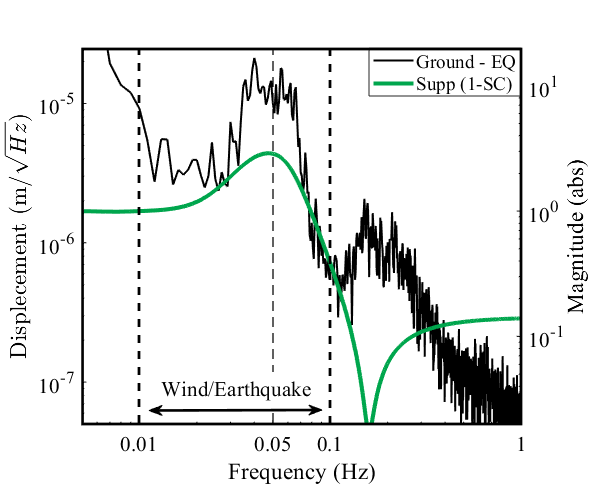 Ground - EQ
Supp (1-SC)
10^-5
10^-6
10^-7
10^1
10^0
10^-1
Displecement (m/√Hz)
Magnitude (abs)
Wind/Earthquake
0.01 0.05 0.1 1
Frequency (Hz)